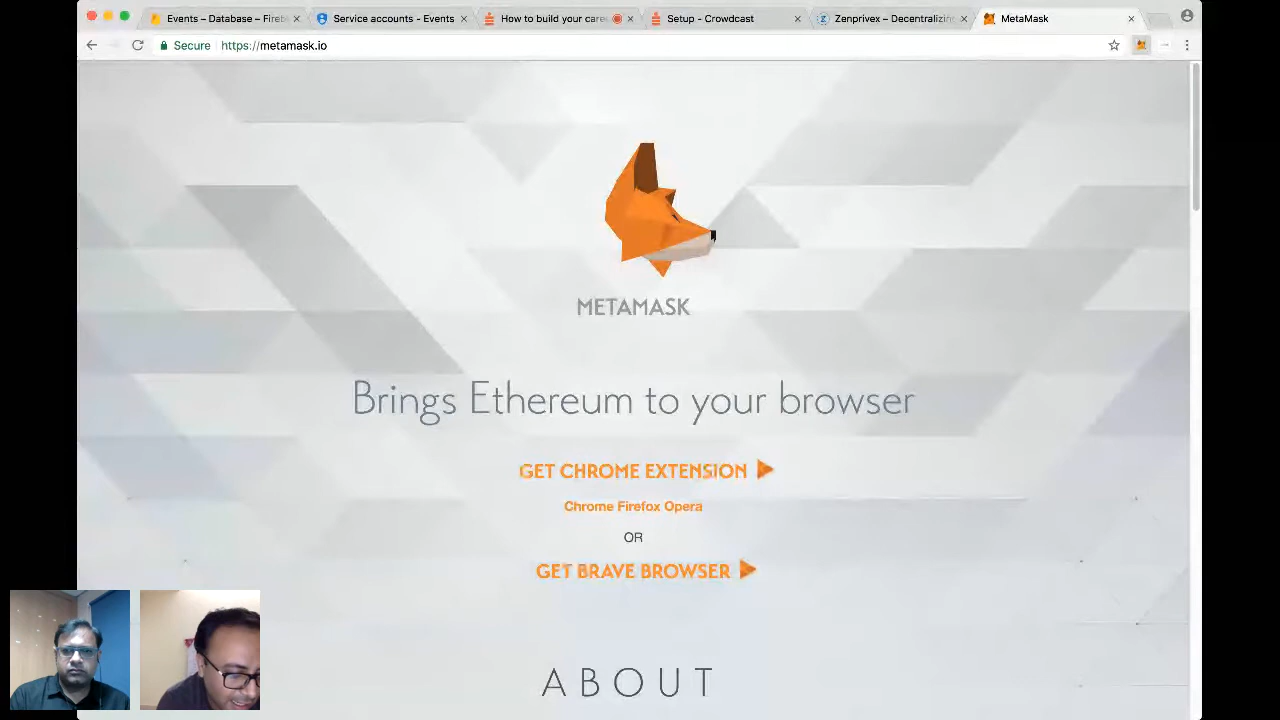 Events – Database – Fireb
Service accounts - Events
How to build your care
Setup - Crowdcast
Zenprivex – Decentralizin
MetaMask
Secure
https://metamask.io
METAMASK
Brings Ethereum to your browser
GET CHROME EXTENSION
Chrome Firefox Opera
OR
GET BRAVE BROWSER
ABOUT